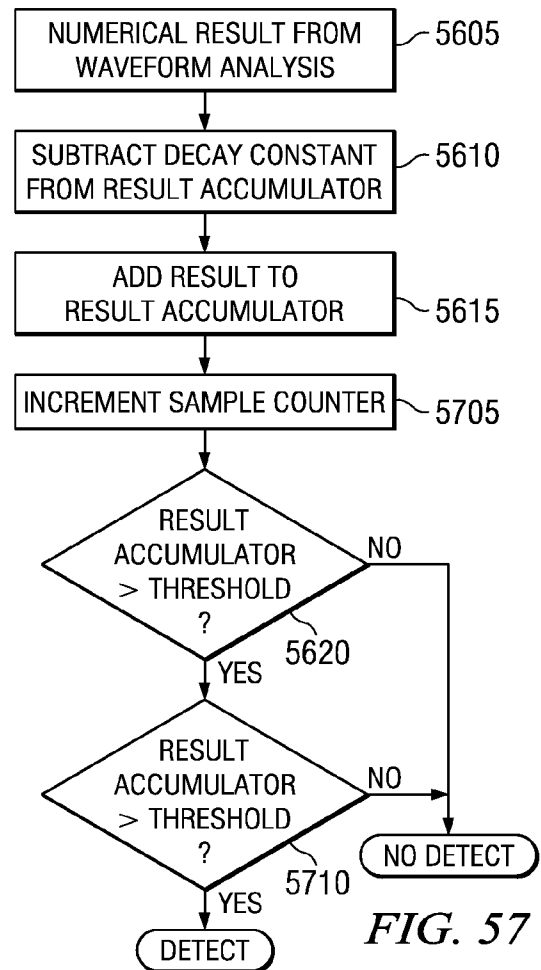 NUMERICAL RESULT FROM
WAVEFORM ANALYSIS
5605
SUBTRACT DECAY CONSTANT
FROM RESULT ACCUMULATOR
5610
ADD RESULT TO
RESULT ACCUMULATOR
5615
INCREMENT SAMPLE COUNTER
5705
RESULT
ACCUMULATOR
> THRESHOLD
?
NO
5620
YES
RESULT
ACCUMULATOR
> THRESHOLD
?
NO
5710
NO DETECT
YES
DETECT
FIG. 57